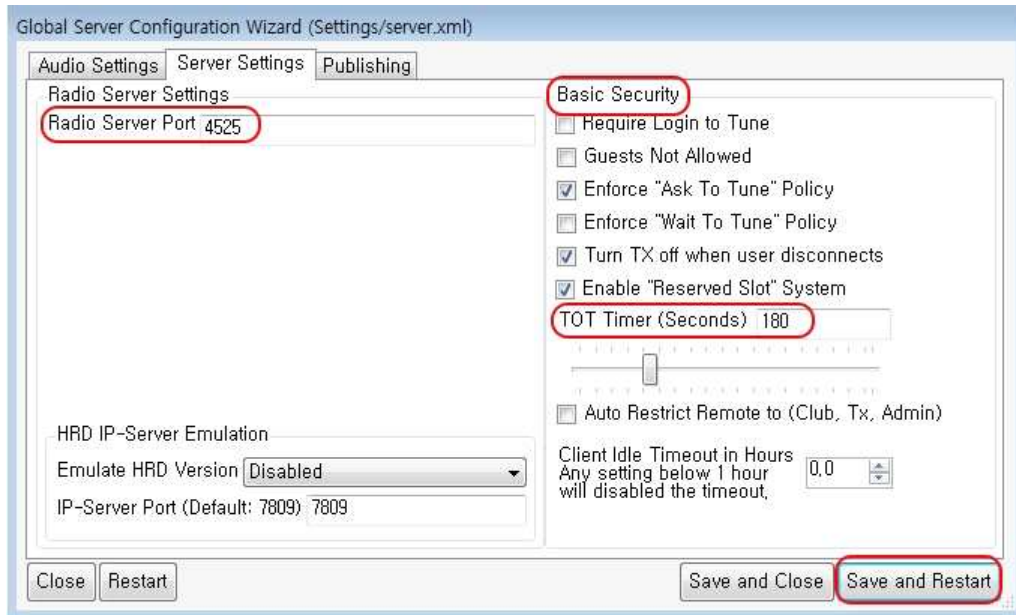 Global Server Configuration Wizard (Settings/server.xml)
Audio Settings Server Settings Publishing
Radio Server Settings
Radio Server Port 4525
HRD IP-Server Emulation
Emulate HRD Version Disabled
IP-Server Port (Default: 7809) 7809
Basic Security
Require Login to Tune
Guests Not Allowed
Enforce "Ask To Tune" Policy
Enforce "Wait To Tune" Policy
Turn TX off when user disconnects
Enable "Reserved Slot" System
TOT Timer (Seconds) 180
Auto Restrict Remote to (Club, Tx, Admin)
Client Idle Timeout in Hours
Any setting below 1 hour
will disabled the timeout,
0,0
Close Restart Save and Close Save and Restart